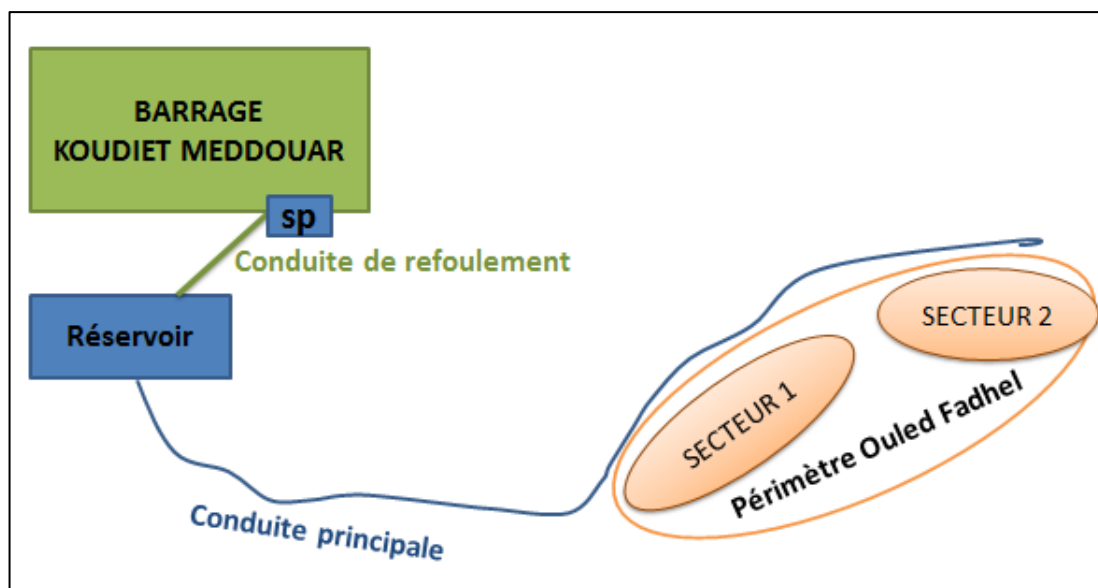 BARRAGE
KOUDIET MEDDOUAR
sp
Conduite de refoulement
Réservoir
SECTEUR 2
SECTEUR 1
Périmètre Ouled Fadhel
Conduite principale